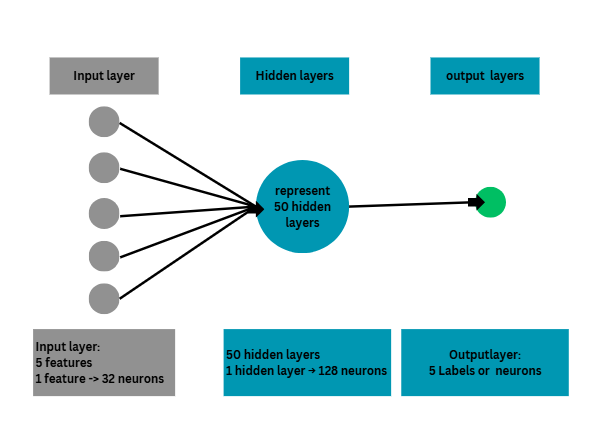 Input layer
Hidden layers
output  layers
represent
50 hidden
layers
Input layer:
5 features
1 feature -> 32 neurons
50 hidden layers
1 hidden layer → 128 neurons
Outputlayer:
5 Labels or  neurons